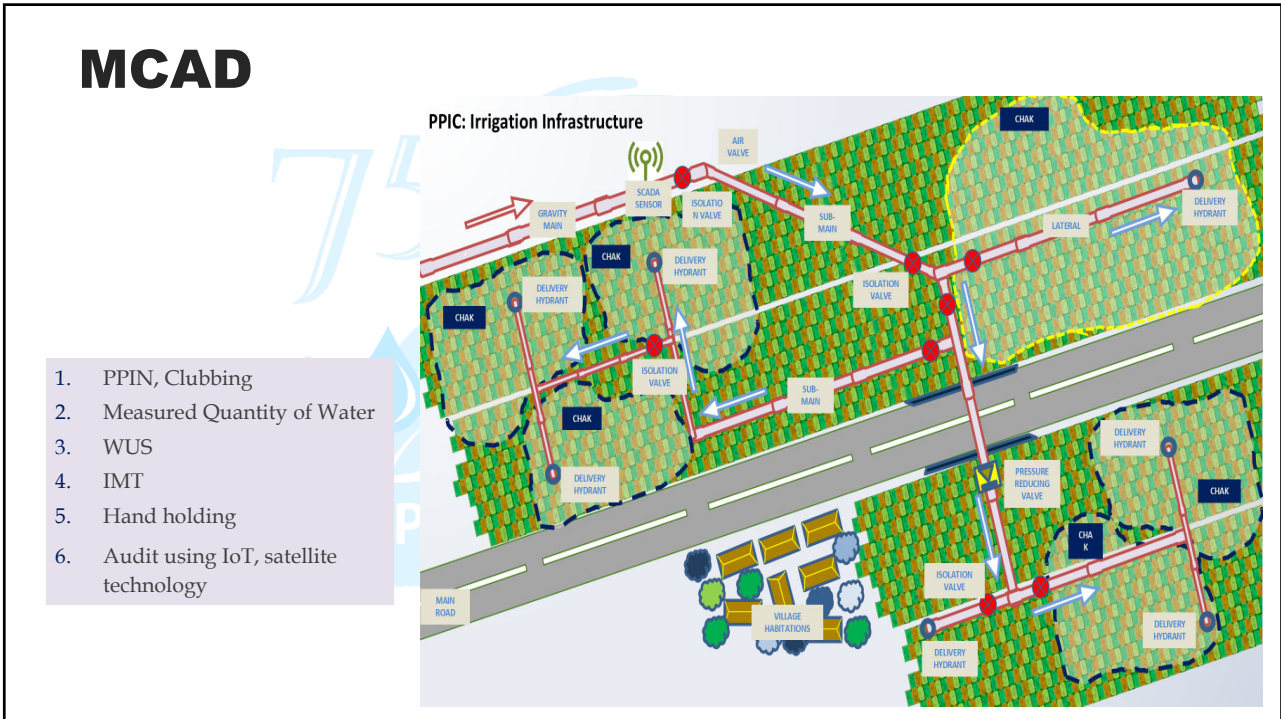 MCAD
PPIC: Irrigation Infrastructure
CHAK
AIR
VALVE
SCADA
SENSOR
ISOLATIO
N VALVE
GRAVITY
MAIN
SUB-
MAIN
DELIVERY
HYDRANT
LATERAL
CHAK
DELIVERY
HYDRANT
ISOLATION
VALVE
DELIVERY
HYDRANT
CHAK
ISOLATION
VALVE
SUB-
MAIN
CHAK
DELIVERY
HYDRANT
DELIVERY
HYDRANT
PRESSURE
REDUCING
VALVE
CHAK
CHA
K
ISOLATION
VALVE
MAIN
ROAD
VILLAGE
HABITATIONS
DELIVERY
HYDRANT
DELIVERY
HYDRANT
1. PPIN, Clubbing
2. Measured Quantity of Water
3. WUS
4. IMT
5. Hand holding
6. Audit using IoT, satellite
technology